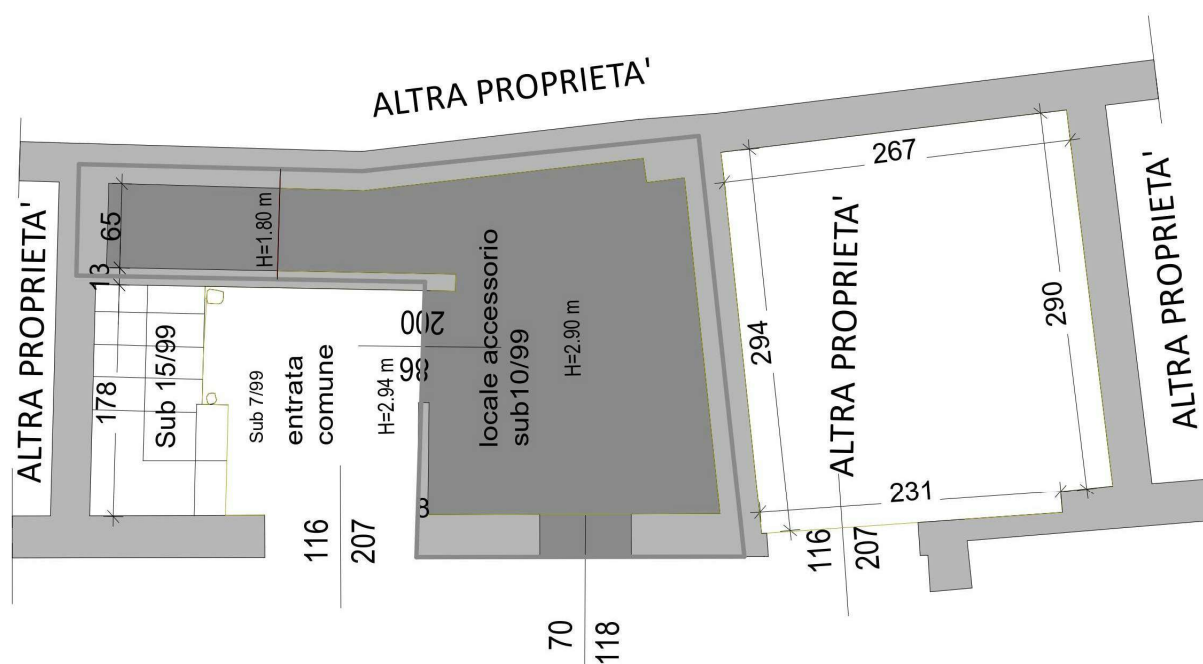 ALTRA PROPRIETA'
ALTRA PROPRIETA'
65
13
178
H=1.80 m
Sub 15/99
Sub 7/99
entrata
comune
H=2.94 m
200
86
locale accessorio
sub10/99
H=2.90 m
8
116
207
70
118
267
294
290
231
ALTRA PROPRIETA'
116
207
ALTRA PROPRIETA'